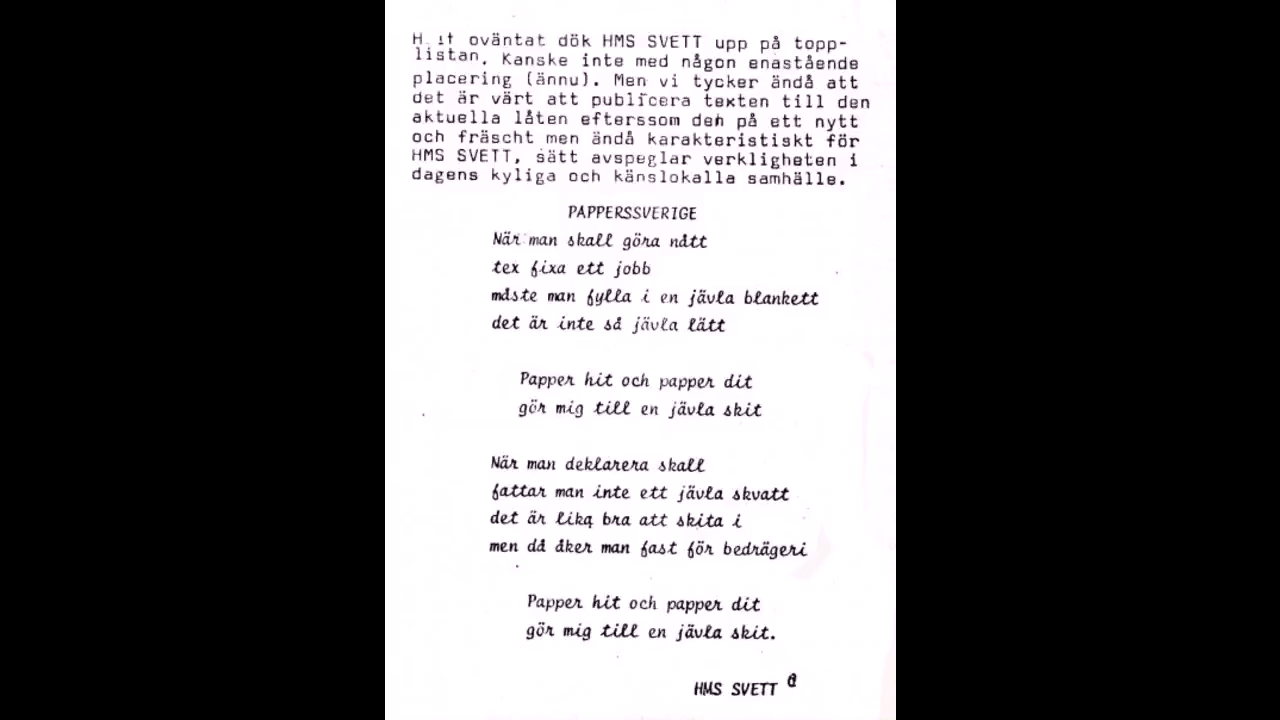 Helt oväntat dök HMS SVETT upp på topp-
listan. Kanske inte med någon enastående
placering (ännu). Men vi tycker ändå att
det är värt att publicera texten till den
aktuella låten efterssom den på ett nytt
och fräscht men ändå karakteristiskt för
HMS SVETT, sätt avspeglar verkligheten i
dagens kyliga och känslokalla samhälle.
PAPPERSSVERIGE
När man skall göra nått
tex fixa ett jobb
måste man fylla i en jävla blankett
det är inte så jävla lätt
Papper hit och papper dit
gör mig till en jävla skit
När man deklarera skall
fattar man inte ett jävla skvatt
det är lika bra att skita i
men då åker man fast för bedrägeri
Papper hit och papper dit
gör mig till en jävla skit.
HMS SVETT